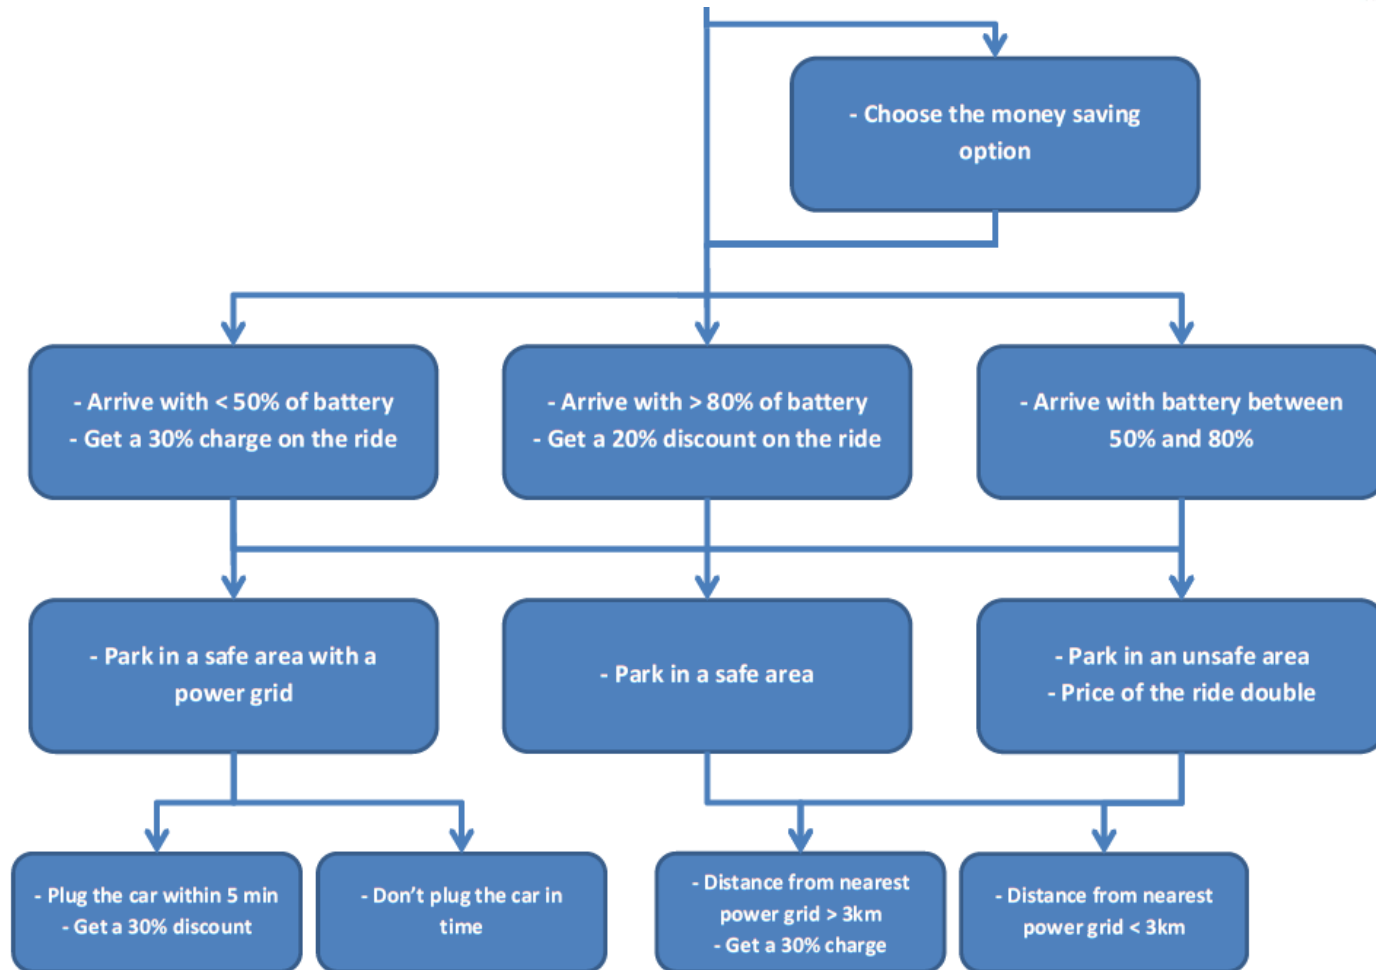 - Choose the money saving
option
- Arrive with < 50% of battery
- Get a 30% charge on the ride
- Arrive with > 80% of battery
- Get a 20% discount on the ride
- Arrive with battery between
50% and 80%
- Park in a safe area with a
power grid
- Park in a safe area
- Park in an unsafe area
- Price of the ride double
- Plug the car within 5 min
- Get a 30% discount
- Don’t plug the car in
time
- Distance from nearest
power grid > 3km
- Get a 30% charge
- Distance from nearest
power grid < 3km